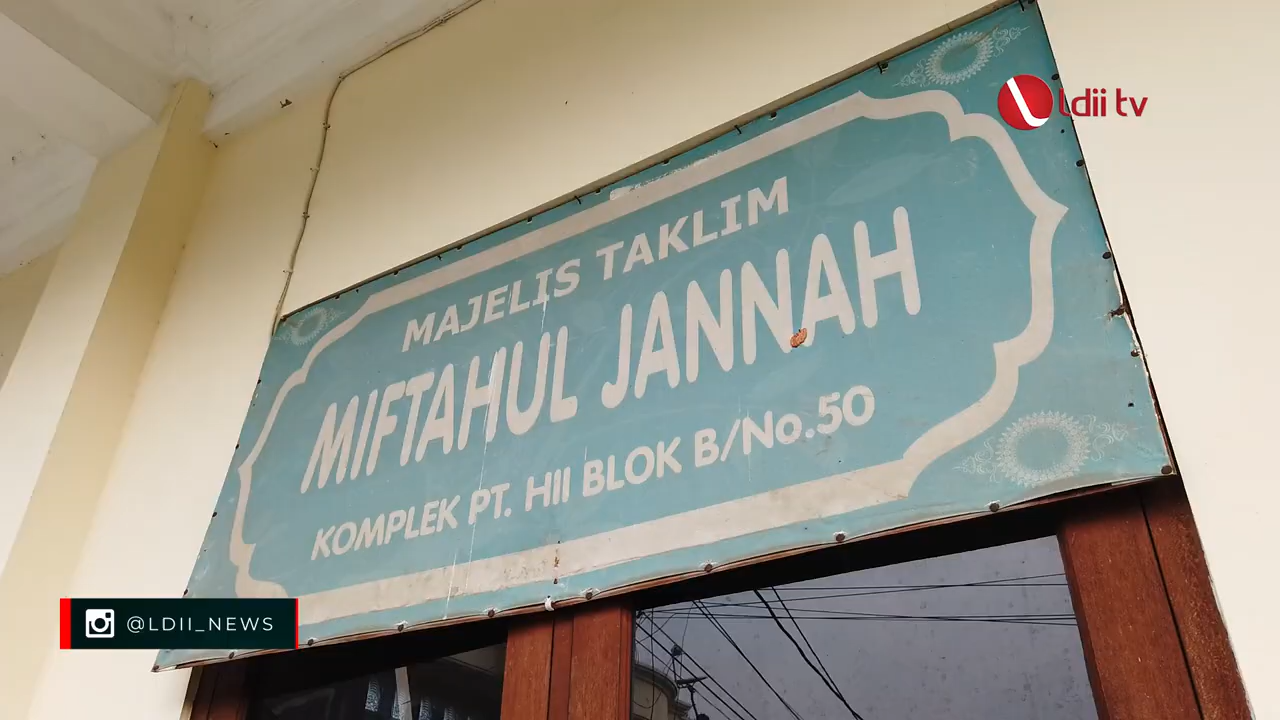 ldii tv
MAJELIS TAKLIM
MIFTAHUL JANNAH
KOMPLEK PT. HII BLOK B/No.50
@LDII_NEWS